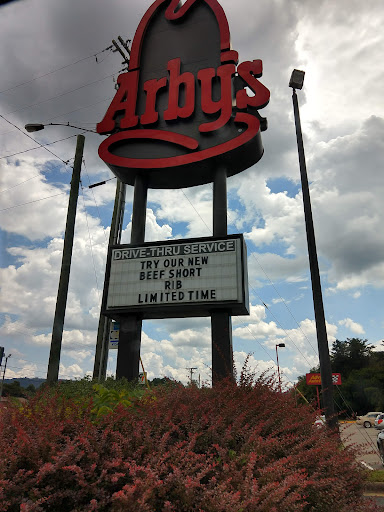 Arby's
DRIVE-THRU SERVICE
TRY OUR NEW
BEEF SHORT
RIB
LIMITED TIME